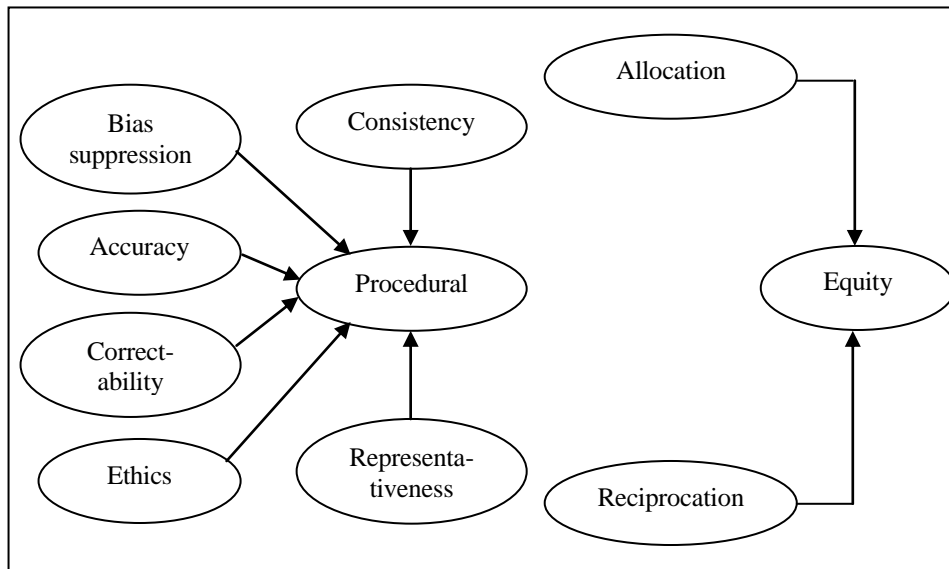 Bias
suppression
Consistency
Allocation
Accuracy
Procedural
Equity
Correct-
ability
Ethics
Representa-
tiveness
Reciprocation